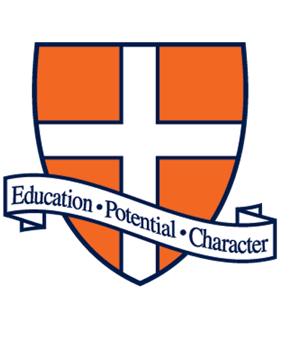 Education • Potential • Character